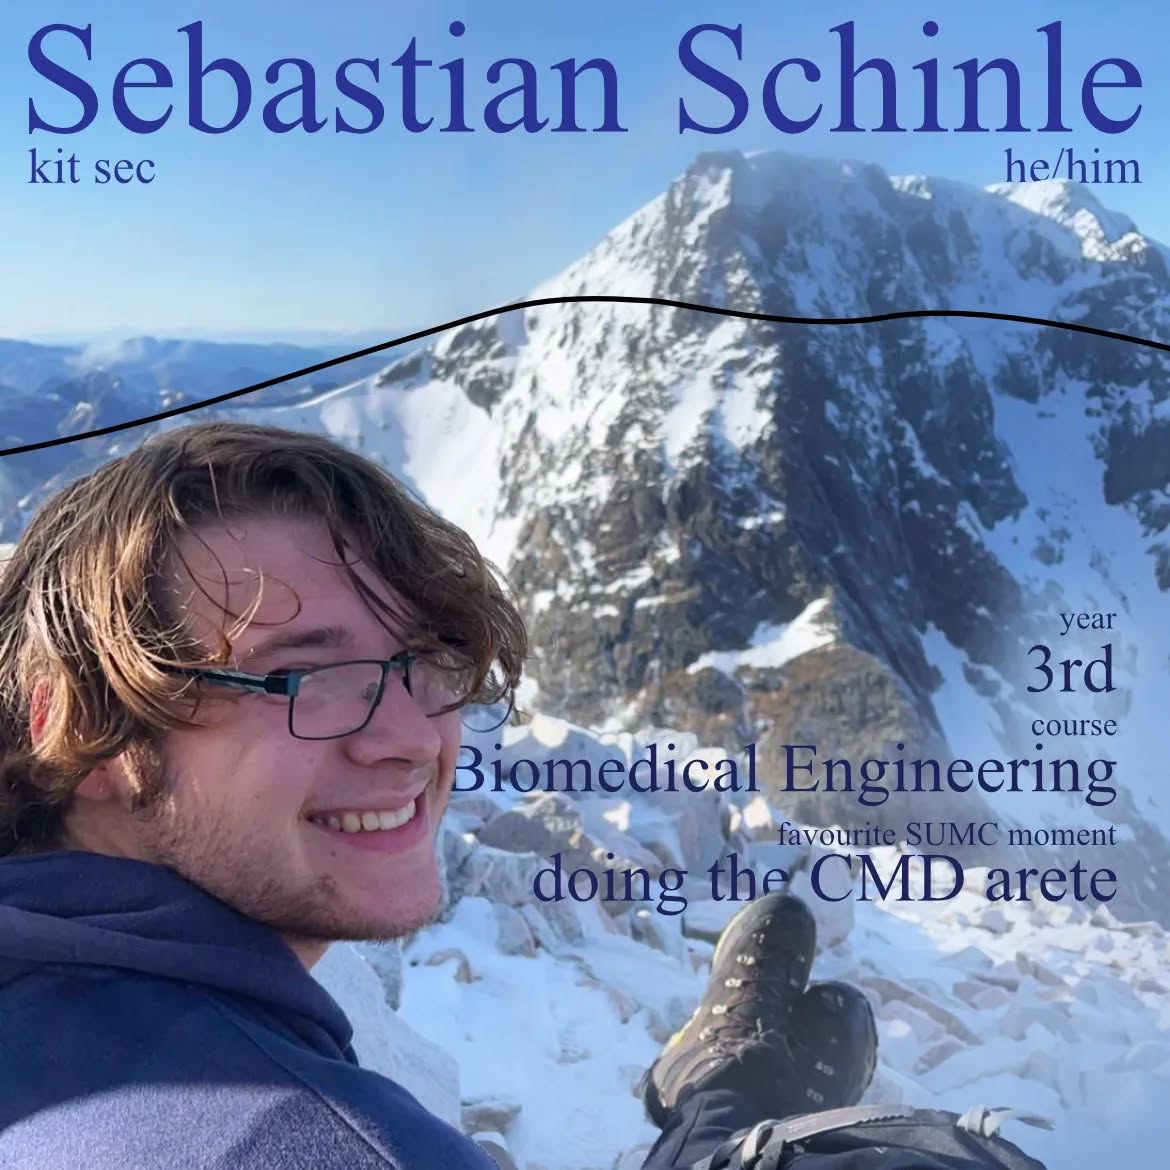 Sebastian Schinle
kit sec
he/him
year
3rd
course
Biomedical Engineering
favourite SUMC moment
doing the CMD arete